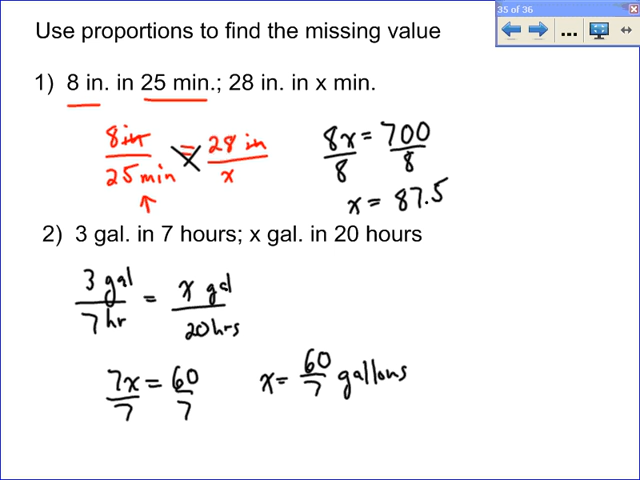 35 of 36
Use proportions to find the missing value
1) 8 in. in 25 min.; 28 in. in x min.
8in/25 min = 28 in/x
8x/8 = 700/8
x = 87.5
2) 3 gal. in 7 hours; x gal. in 20 hours
3 gal/7 hr = x gal/20 hrs
7x/7 = 60/7
x = 60/7 gallons